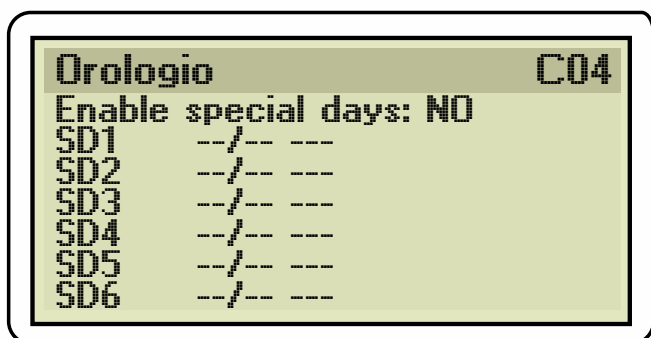 Orologio C04
Enable special days: NO
SD1 --/-- ---
SD2 --/-- ---
SD3 --/-- ---
SD4 --/-- ---
SD5 --/-- ---
SD6 --/-- ---